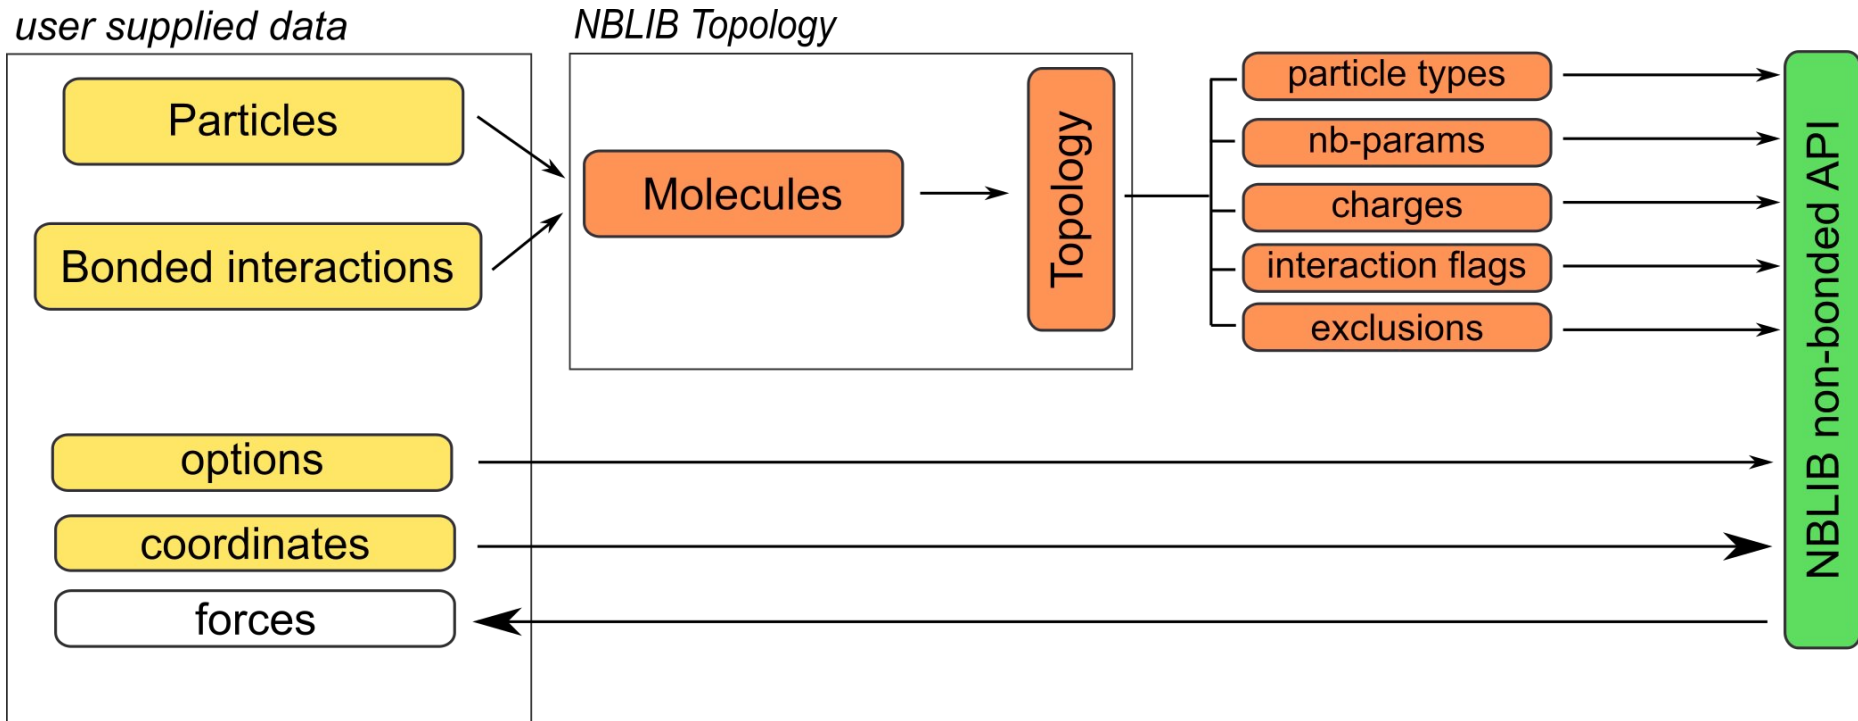 user supplied data
NBLIB Topology
Particles
Bonded interactions
Molecules
Topology
particle types
nb-params
charges
interaction flags
exclusions
options
coordinates
forces
NBLIB non-bonded API